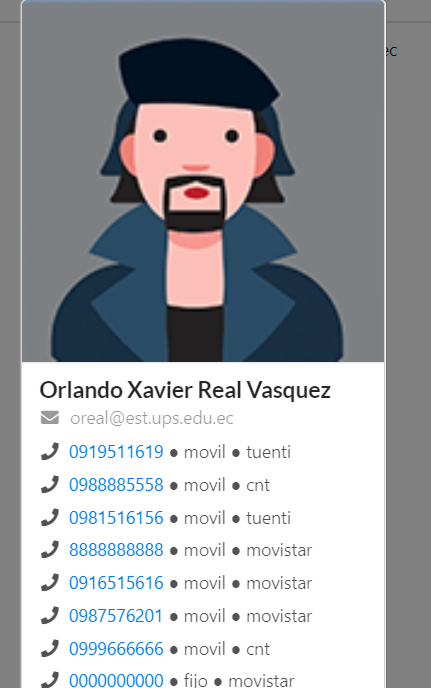 ec
Orlando Xavier Real Vasquez
oreal@est.ups.edu.ec
0919511619 ● movil ● tuenti
0988885558 ● movil ● cnt
0981516156 ● movil ● tuenti
8888888888 ● movil ● movistar
0916515616 ● movil ● movistar
0987576201 ● movil ● movistar
0999666666 ● movil ● cnt
0000000000 ● fijo ● movistar